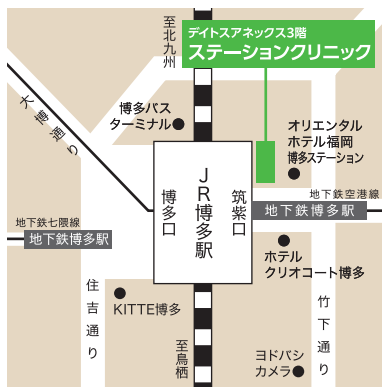 至北九州
デイトスアネックス3階
ステーションクリニック
大博通り
博多バス
ターミナル
オリエンタル
ホテル福岡
博多ステーション
JR博多駅
博多口
筑紫口
地下鉄空港線
地下鉄博多駅
地下鉄七隈線
地下鉄博多駅
ホテル
クリオコート博多
住吉通り
KITTE博多
竹下通り
至鳥栖
ヨドバシ
カメラ